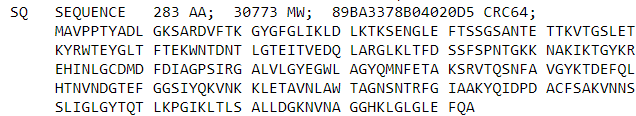 SQ   SEQUENCE   283 AA;  30773 MW;  89BA3378B04020D5 CRC64;
MAVPPTYADL GKSARDVFTK GYGFGLIKLD LKTKSENGLE FTSSGSANTE TTKVTGSLET
KYRWTEYGLT FTEKWNTDNT LGTEITVEDQ LARGLKLTFD SSFSPNTGKK NAKIKTGYKR
EHINLGCDMD FDIAGPSIRG ALVLGYEGWL AGYQMNFETA KSRVTQSNFA VGYKTDEFQL
HTNVNDGTEF GGSIYQKVNK KLETAVNLAW TAGNSNTRFG IAAKYQIDPD ACFSAKVNNS
SLIGLGYTQT LKPGIKLTLS ALLDGKNVNA GGHKLGLGLE FQA